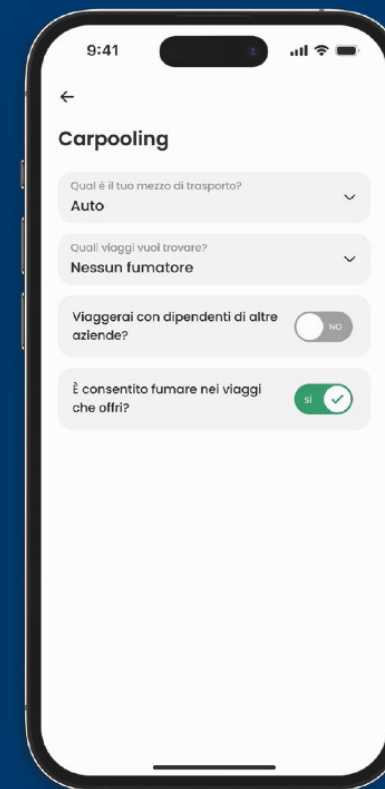 9:41
Carpooling
Qual è il tuo mezzo di trasporto?
Auto
Quali viaggi vuoi trovare?
Nessun fumatore
Viaggerai con dipendenti di altre
aziende?
NO
È consentito fumare nei viaggi
che offri?
SI